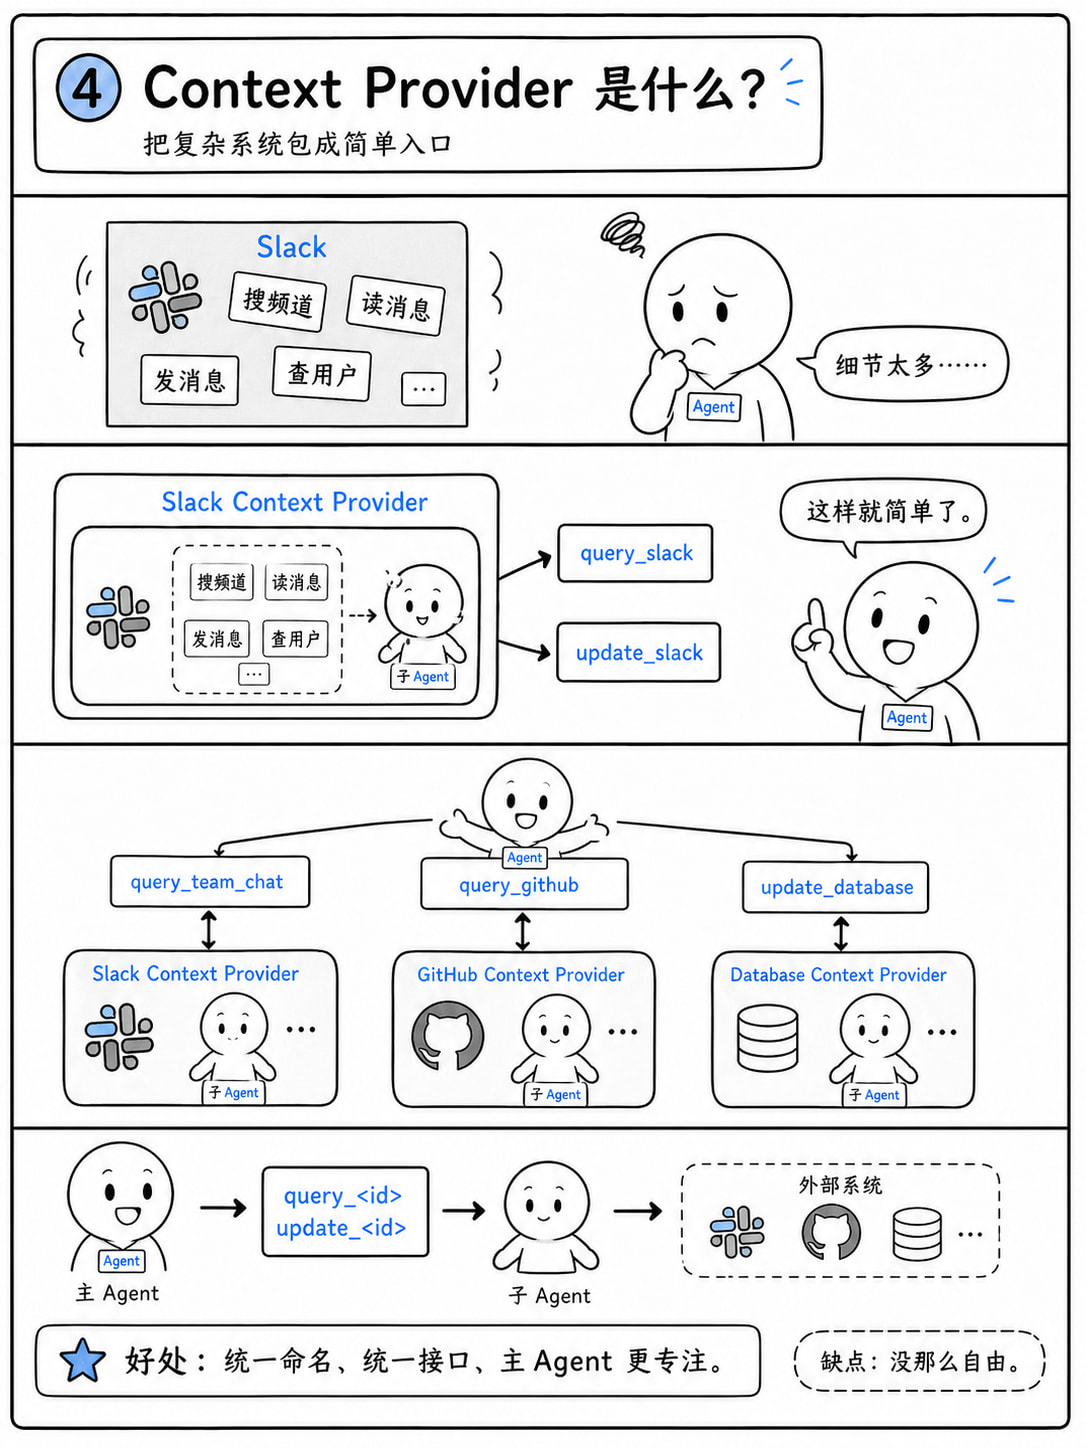 4 Context Provider 是什么？
把复杂系统包成简单入口
Slack
搜频道
读消息
发消息
查用户
...
细节太多……
Agent
Slack Context Provider
搜频道
读消息
发消息
查用户
...
子 Agent
query_slack
update_slack
这样就简单了。
Agent
Agent
query_team_chat
query_github
update_database
Slack Context Provider
子 Agent
...
GitHub Context Provider
子 Agent
...
Database Context Provider
子 Agent
...
Agent
主 Agent
query_<id>
update_<id>
子 Agent
外部系统
...
好处：统一命名、统一接口、主 Agent 更专注。
缺点：没那么自由。